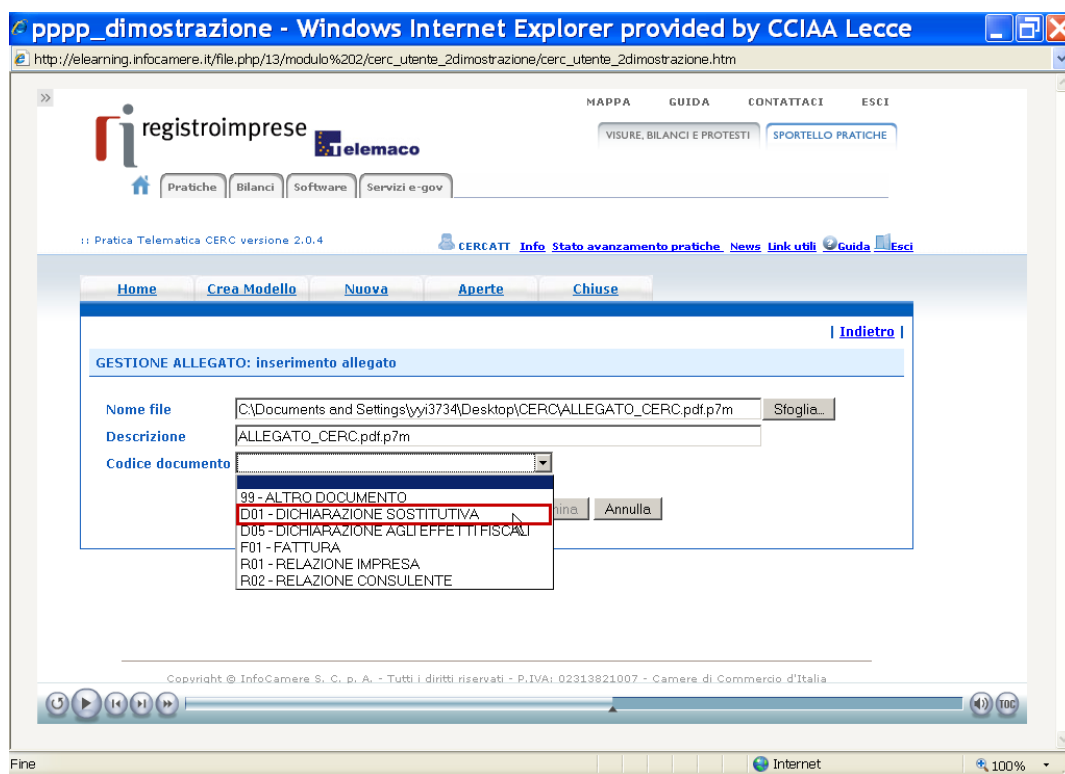 pppp_dimostrazione - Windows Internet Explorer provided by CCIAA Lecce
http://elearning.infocamere.it/file.php/13/modulo%202/cerc_utente_2dimostrazione/cerc_utente_2dimostrazione.htm
MAPPA GUIDA CONTATTACI ESCI
registroimprese
Telemaco
VISURE, BILANCI E PROTESTI SPORTELLO PRATICHE
Pratiche Bilanci Software Servizi e-gov
:: Pratica Telematica CERC versione 2.0.4 CERCATT Info Stato avanzamento pratiche News Link utili Guida Esci
Home Crea Modello Nuova Aperte Chiuse
| Indietro |
GESTIONE ALLEGATO: inserimento allegato
Nome file C:\Documents and Settings\yyi3734\Desktop\CERC\ALLEGATO_CERC.pdf.p7m Sfoglia...
Descrizione ALLEGATO_CERC.pdf.p7m
Codice documento
99 - ALTRO DOCUMENTO
D01 - DICHIARAZIONE SOSTITUTIVA Annulla
D05 - DICHIARAZIONE AGLI EFFETTI FISCALI
F01 - FATTURA
R01 - RELAZIONE IMPRESA
R02 - RELAZIONE CONSULENTE
Copyright @ InfoCamere S. C. p. A. - Tutti i diritti riservati - P.IVA: 02313821007 - Camere di Commercio d'Italia
TOC
Fine Internet 100%